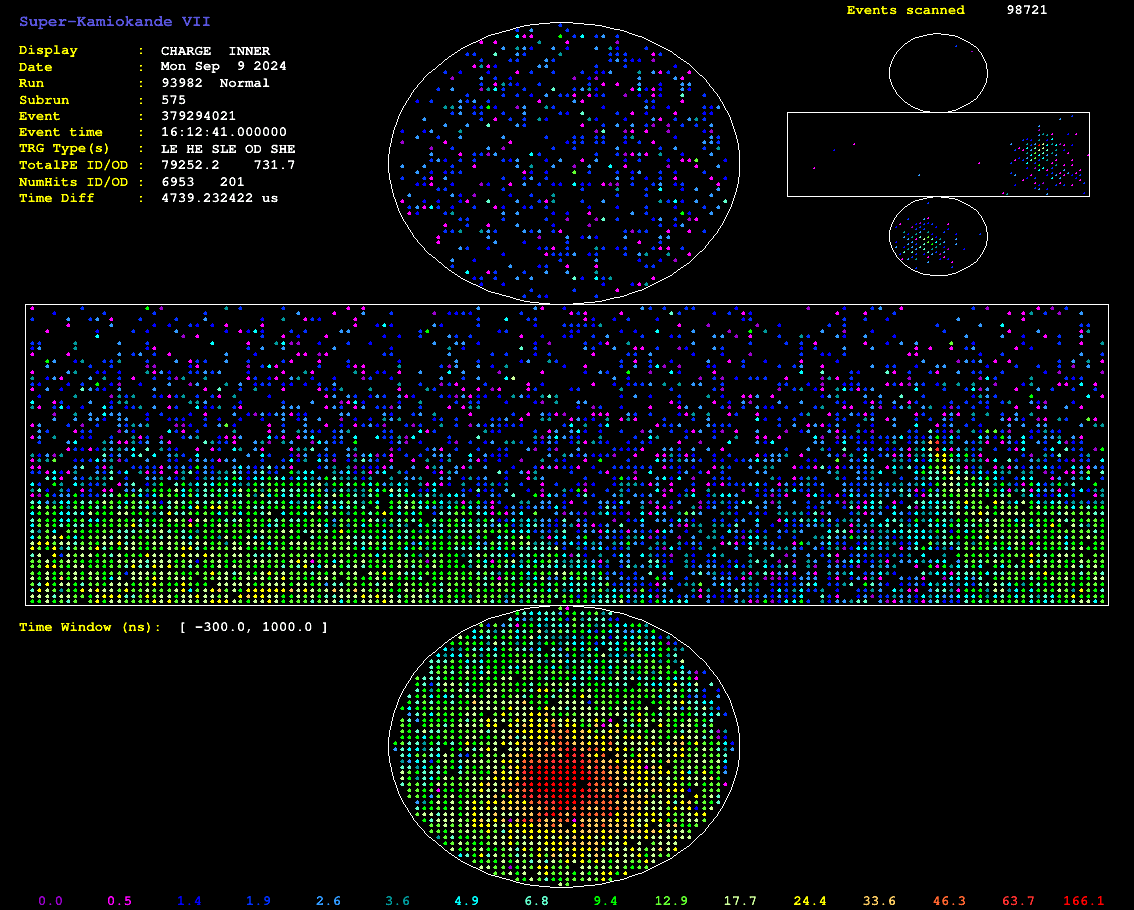 Super-Kamiokande VII
Events scanned 98721
Display : CHARGE INNER
Date : Mon Sep 9 2024
Run : 93982 Normal
Subrun : 575
Event : 379294021
Event time : 16:12:41.000000
TRG Type(s) : LE HE SLE OD SHE
TotalPE ID/OD : 79252.2 731.7
NumHits ID/OD : 6953 201
Time Diff : 4739.232422 us
Time Window (ns): [ -300.0, 1000.0 ]
0.0 0.5 1.4 1.9 2.6 3.6 4.9 6.8 9.4 12.9 17.7 24.4 33.6 46.3 63.7 166.1